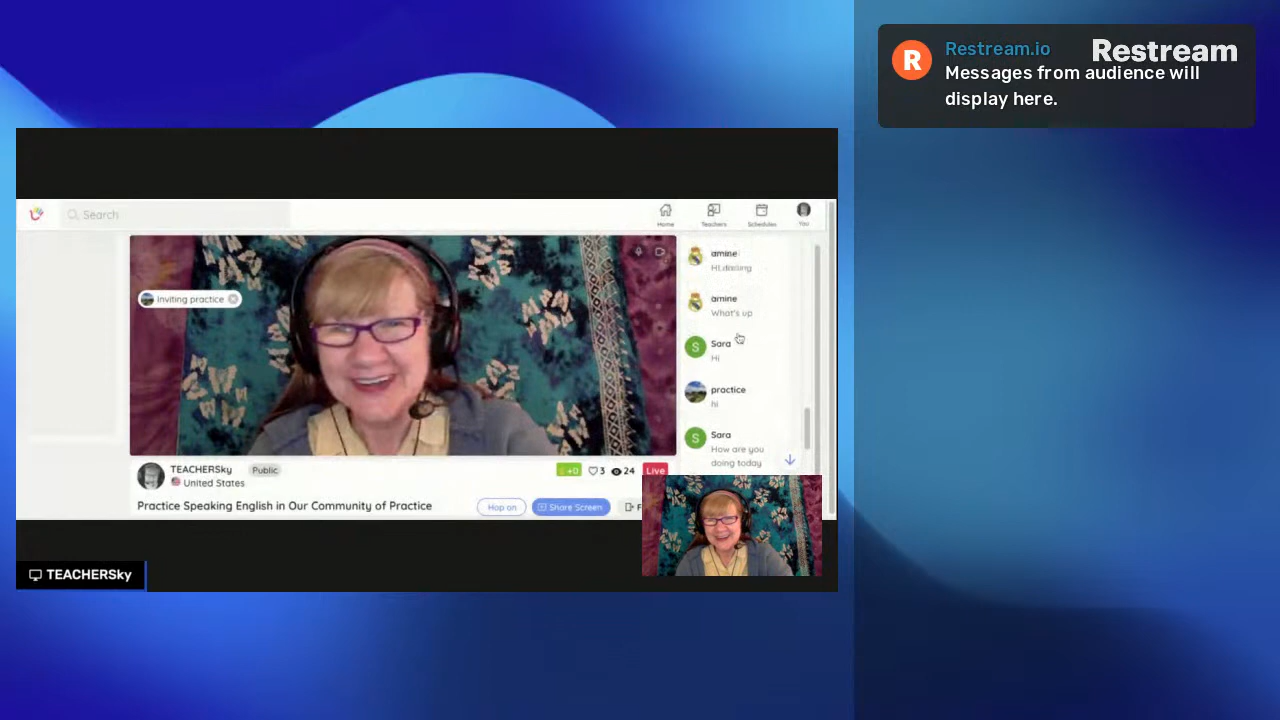 Restream.io
Restream
Messages from audience will
display here.
Search
Home
Teachers
Schedules
You
Inviting practice
amine
amine
What's up
Sara
Hi
practice
hi
Sara
How are you
doing today
TEACHERSky
Public
United States
+0
3
24
Live
Practice Speaking English in Our Community of Practice
Hop on
Share Screen
TEACHERSky